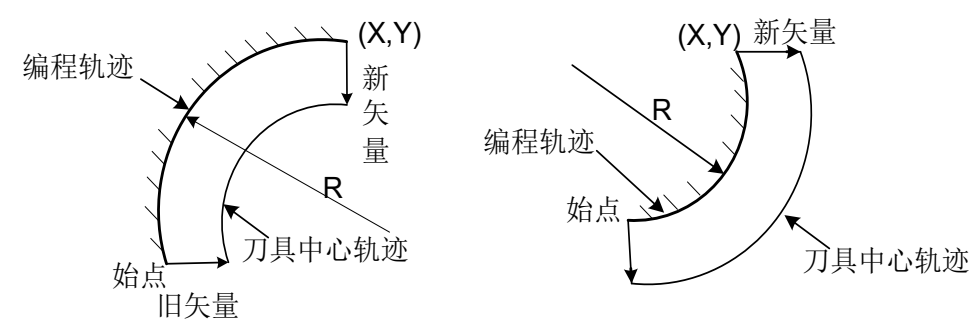 (X,Y)
编程轨迹
新
矢
量
R
刀具中心轨迹
始点
旧矢量
(X,Y) 新矢量
R
编程轨迹
始点
刀具中心轨迹